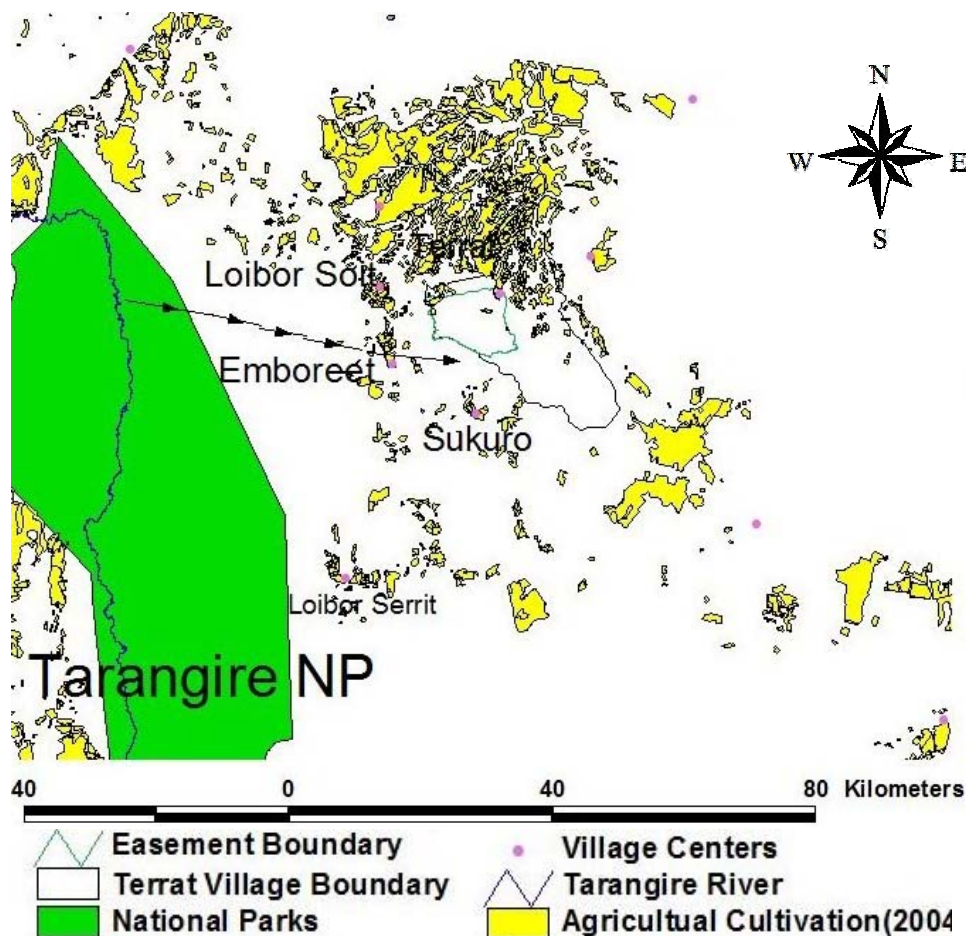 N
W E
S
Terrat
Loibor Soit
Emboreet
Sukuro
Loibor Serrit
Tarangire NP
40 0 40 80 Kilometers
Easement Boundary
Village Centers
Terrat Village Boundary
Tarangire River
National Parks
Agricultual Cultivation(2004